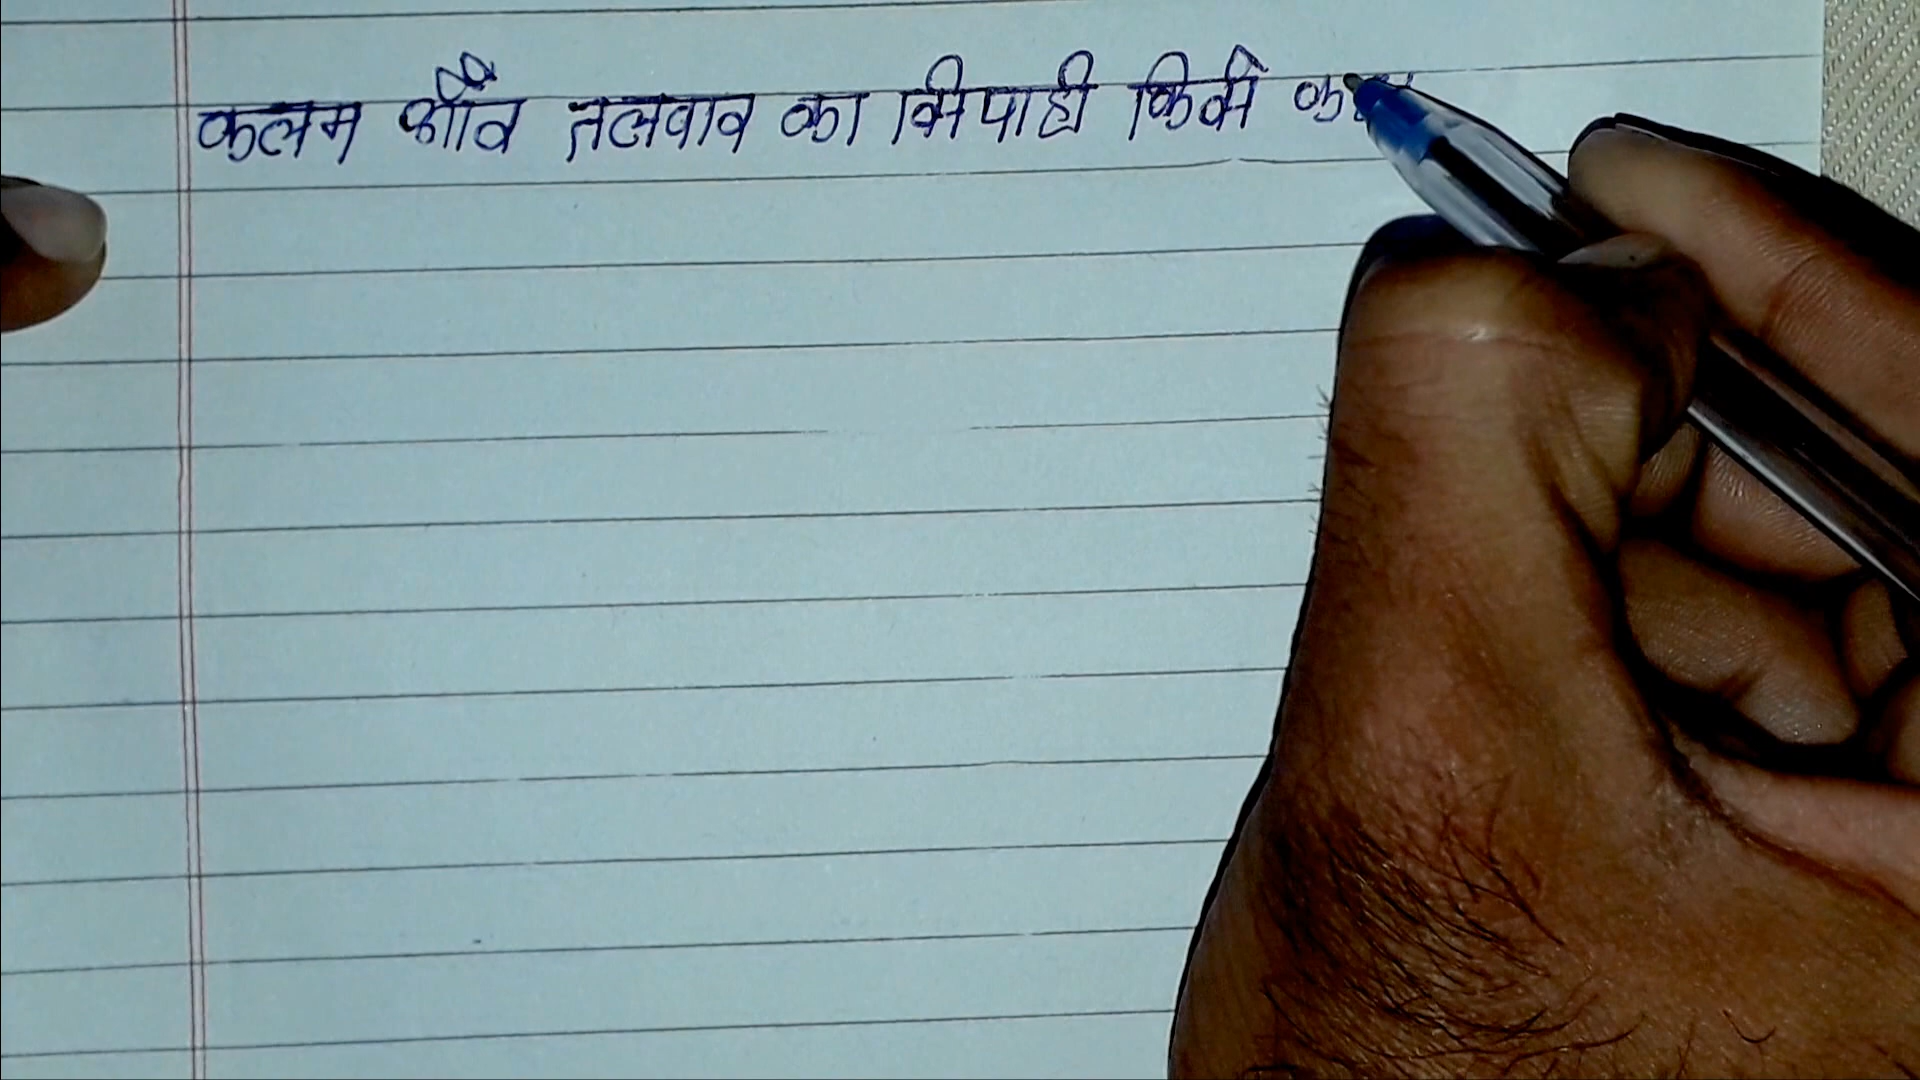 कलम और तलवार का सिपाही किसे